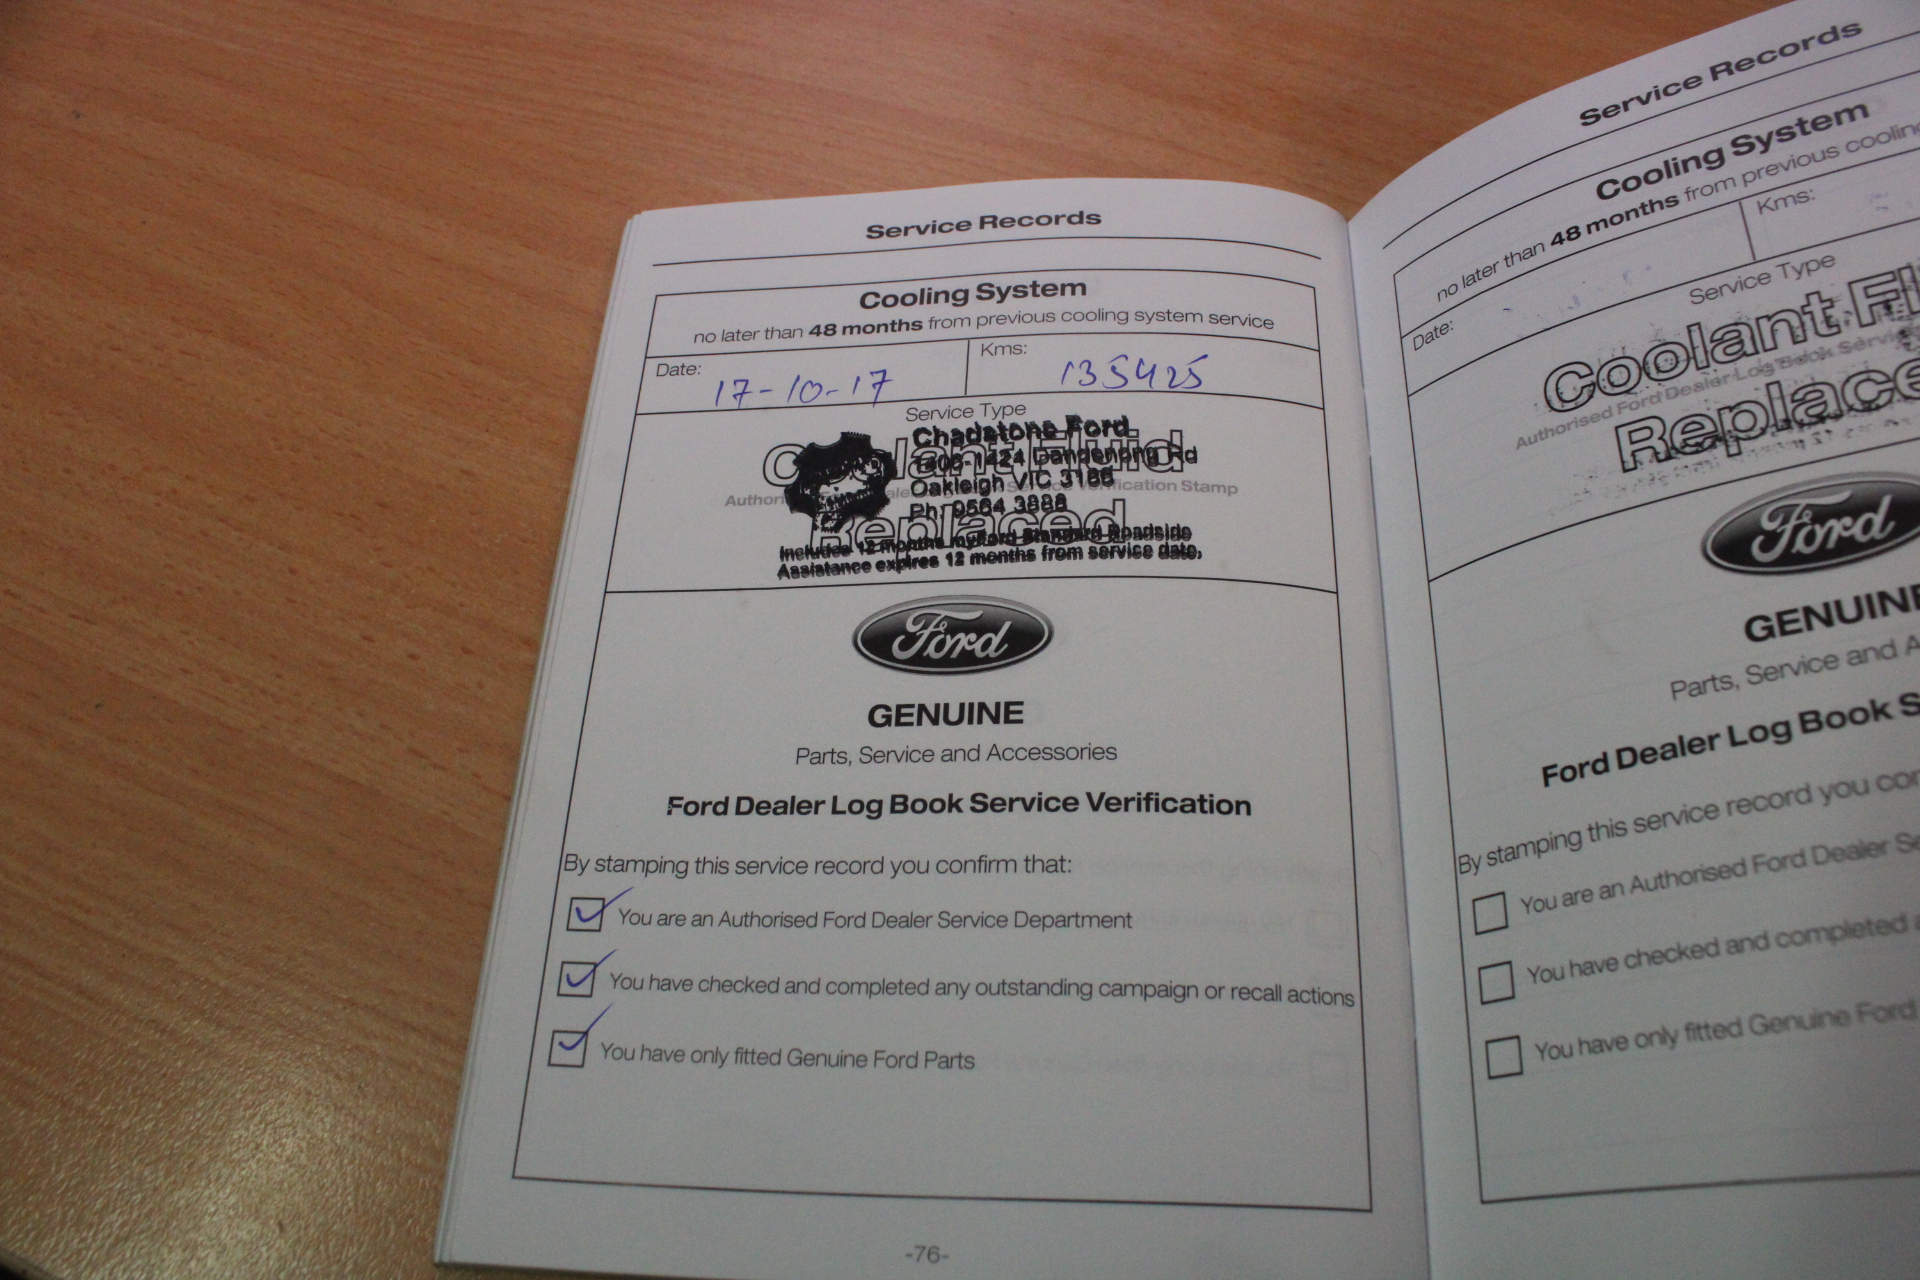 Service Records
Cooling System
no later than 48 months from previous cooling system service
Date: 17-10-17
Kms: 135425
Service Type
Coolant Fluid
Replaced
Chadstone Ford
1406-1424 Dandenong Rd
Oakleigh VIC 3166
Ph: 9564 3888
Verification Stamp
Includes 12 months myFord Standard Roadside
Assistance expires 12 months from service date.
Ford
GENUINE
Parts, Service and Accessories
Ford Dealer Log Book Service Verification
By stamping this service record you confirm that:
You are an Authorised Ford Dealer Service Department
You have checked and completed any outstanding campaign or recall actions
You have only fitted Genuine Ford Parts
-76-
Service Records
Cooling System
no later than 48 months from previous cooling
Date:
Kms:
Service Type
Coolant Fl
Authorised Ford Dealer Log Book Servi
Replace
Ford
GENUINE
Parts, Service and A
Ford Dealer Log Book S
By stamping this service record you con
You are an Authorised Ford Dealer Se
You have checked and completed a
You have only fitted Genuine Ford